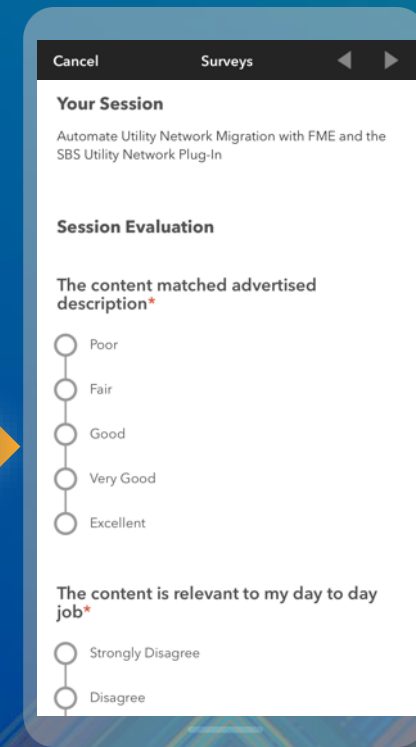 Cancel Surveys
Your Session
Automate Utility Network Migration with FME and the
SBS Utility Network Plug-In
Session Evaluation
The content matched advertised
description*
Poor
Fair
Good
Very Good
Excellent
The content is relevant to my day to day
job*
Strongly Disagree
Disagree